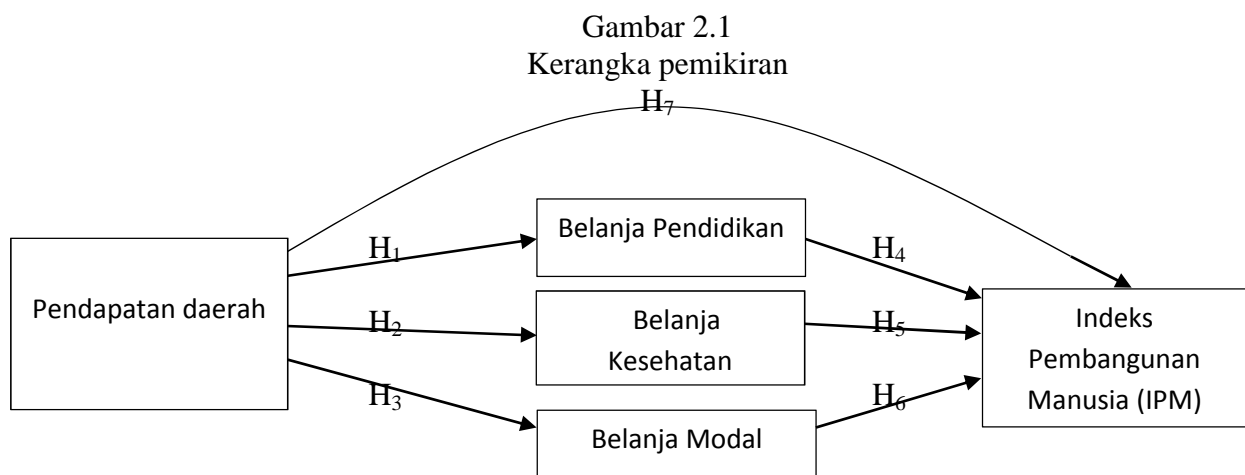 Gambar 2.1
Kerangka pemikiran
H₇
Pendapatan daerah
H₁
H₂
H₃
Belanja Pendidikan
Belanja
Kesehatan
Belanja Modal
H₄
H₅
H₆
Indeks
Pembangunan
Manusia (IPM)